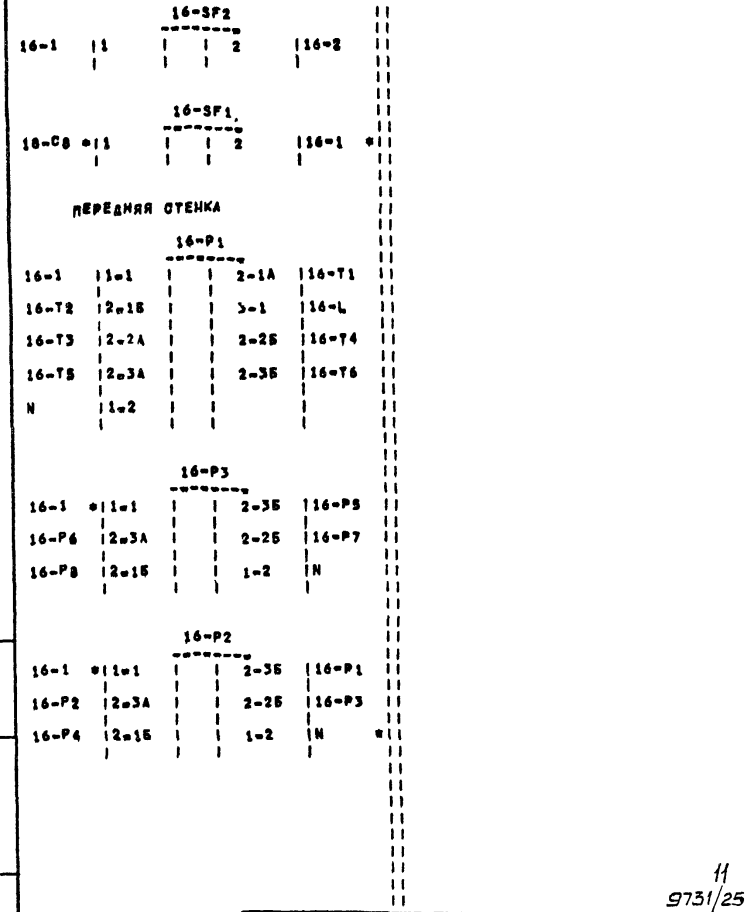 16-SF2
16-1 |1 | | 2 |16-2
16-SF1
18-C8 *|1 | | 2 |16-1 *
ПЕРЕДНЯЯ СТЕНКА
16-P1
16-1 |1-1 | | 2-1А |16-T1
16-T2 |2-1Б | | 3-1 |16-L
16-T3 |2-2А | | 2-2Б |16-T4
16-T5 |2-3А | | 2-3Б |16-T6
N |1-2 | | |
16-P3
16-1 *|1-1 | | 2-3Б |16-P5
16-P6 |2-3А | | 2-2Б |16-P7
16-P8 |2-1Б | | 1-2 |N
16-P2
16-1 *|1-1 | | 2-3Б |16-P1
16-P2 |2-3А | | 2-2Б |16-P3
16-P4 |2-1Б | | 1-2 |N *
11
9731/25